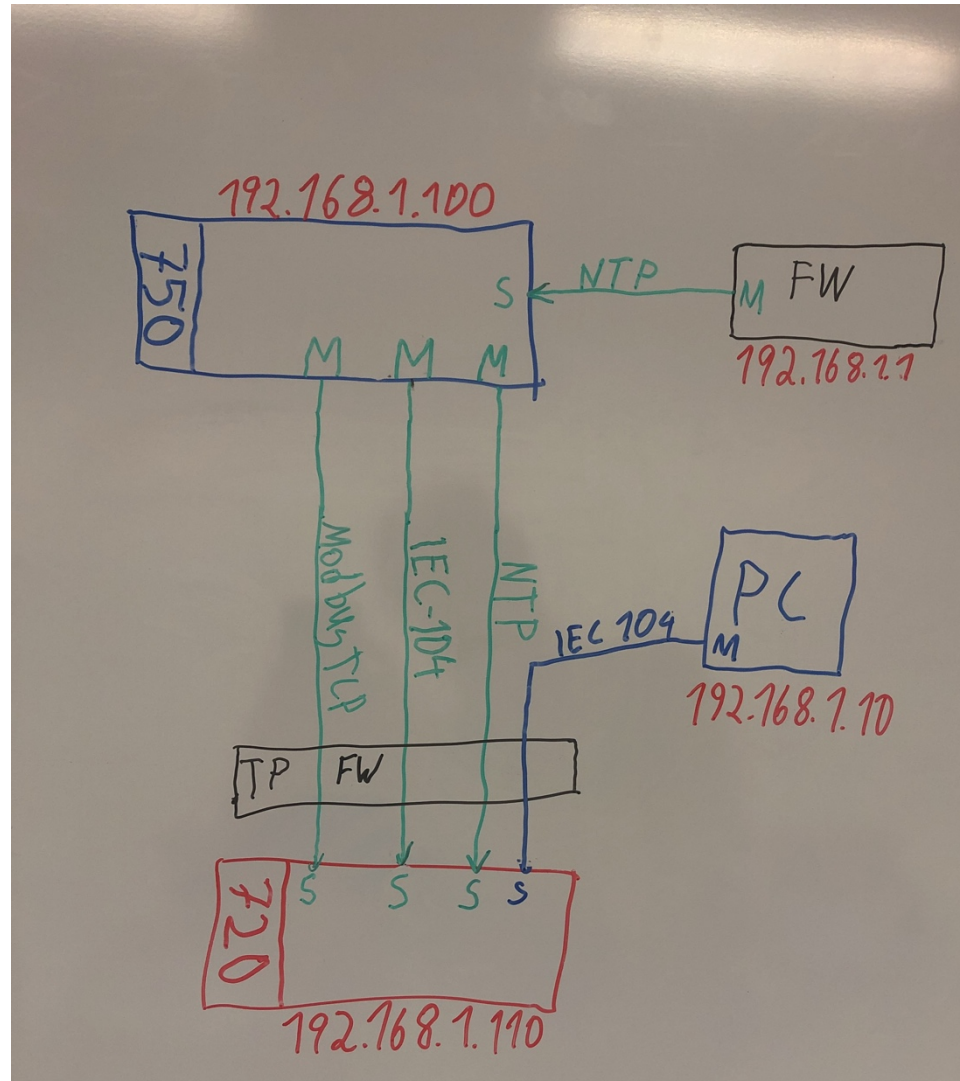 192.168.1.100
750
S
NTP
M FW
192.168.1.1
M M M
Modbus TCP
IEC-104
NTP
IEC 104
PC
M
192.168.1.10
TP FW
720
S S S S
192.168.1.110